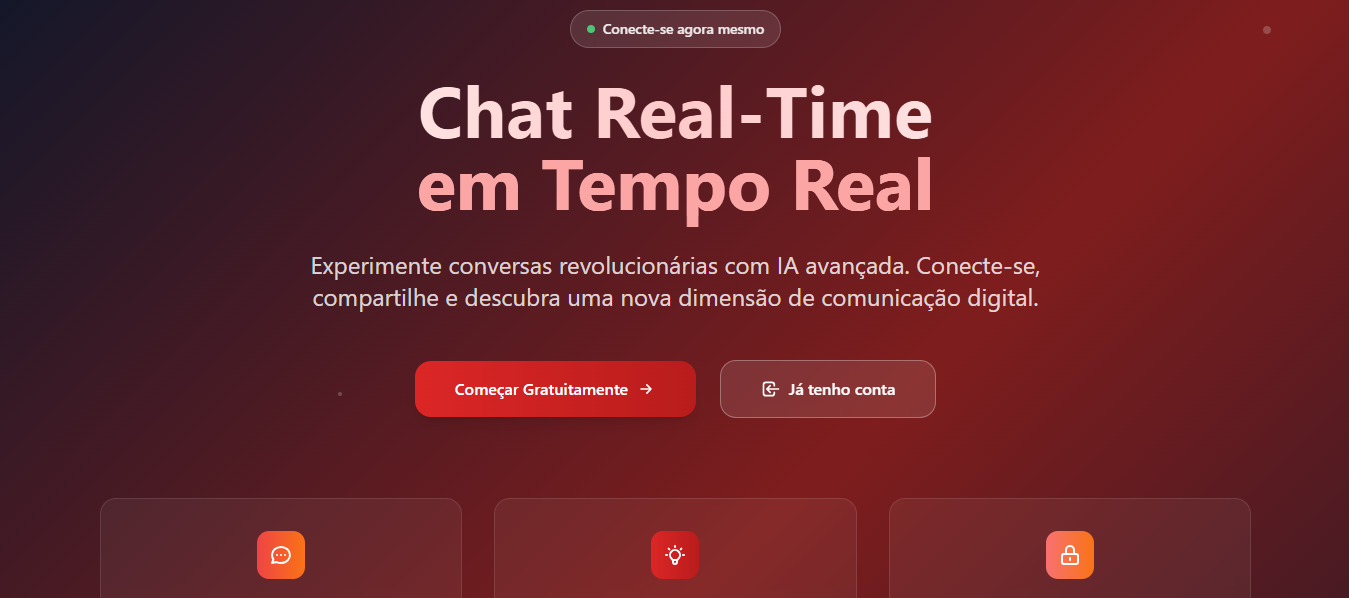 Conecte-se agora mesmo
Chat Real-Time
em Tempo Real
Experimente conversas revolucionárias com IA avançada. Conecte-se,
compartilhe e descubra uma nova dimensão de comunicação digital.
Começar Gratuitamente
Já tenho conta